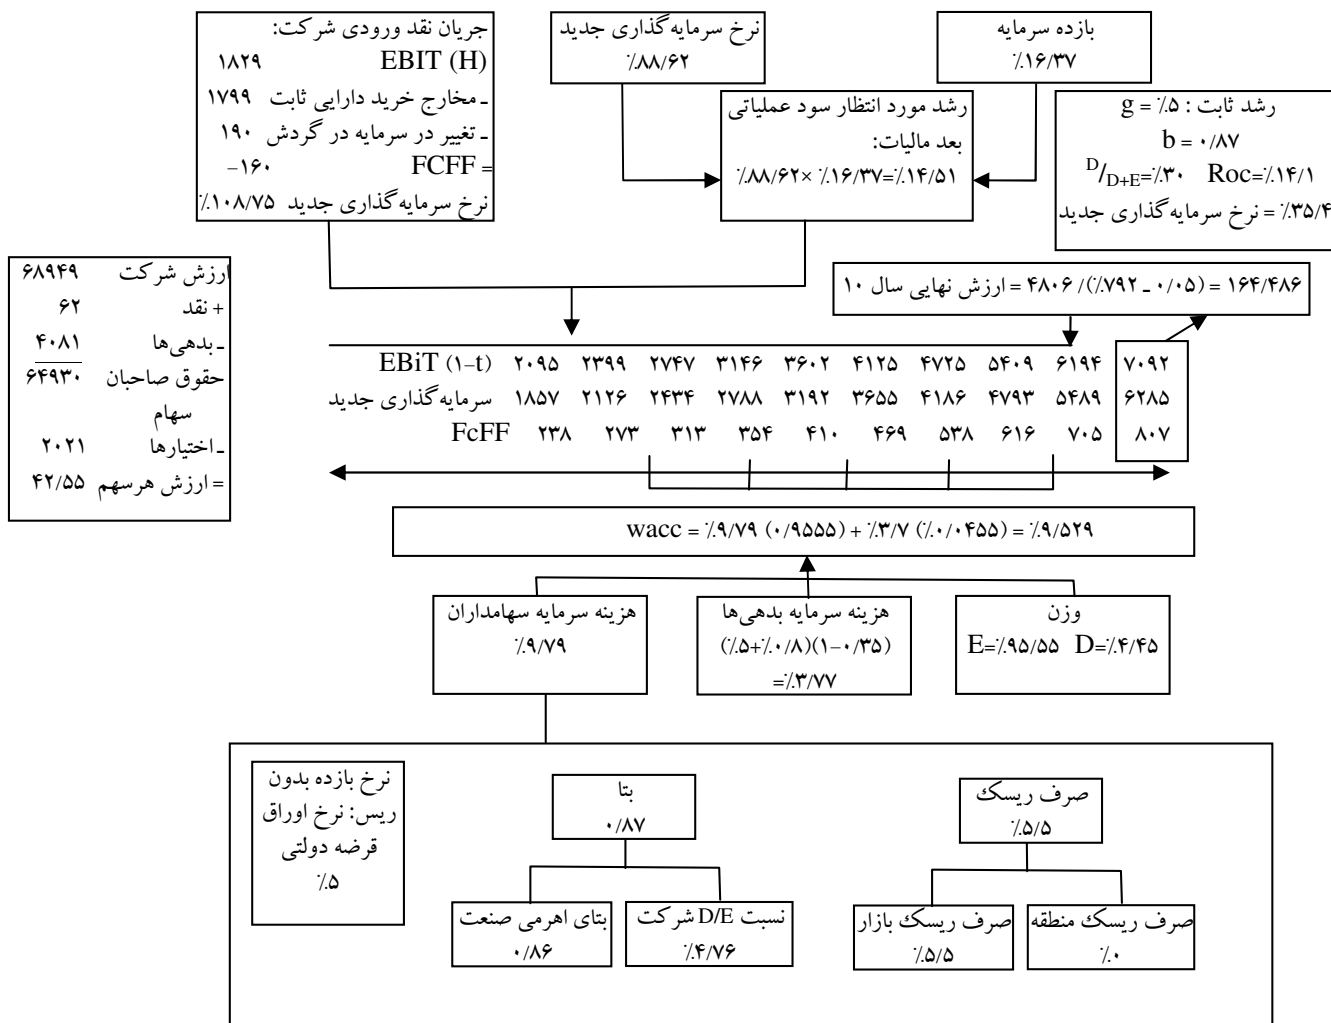 جریان نقد ورودی شرکت:
EBIT (H) ۱۸۲۹
ـ مخارج خرید دارایی ثابت ۱۷۹۹
ـ تغییر در سرمایه در گردش ۱۹۰
= FCFF −۱۶۰
نرخ سرمایه‌گذاری جدید ٪۱۰۸/۷۵
نرخ سرمایه‌گذاری جدید
٪۸۸/۶۲
بازده سرمایه
٪۱۶/۳۷
رشد مورد انتظار سود عملیاتی
بعد مالیات:
٪۸۸/۶۲× ٪۱۶/۳۷=٪۱۴/۵۱
رشد ثابت : g = ٪۵
b = ۰/۸۷
D/D+E=٪۳۰ Roc=٪۱۴/۱
نرخ سرمایه‌گذاری جدید = ٪۳۵/۴
ارزش نهایی سال ۱۰ = ۴۸۰۶ /(٪۷۹۲ ـ ۰/۰۵) = ۱۶۴/۴۸۶
ارزش شرکت ۶۸۹۴۹
+ نقد ۶۲
ـ بدهی‌ها ۴۰۸۱
حقوق صاحبان ۶۴۹۳۰
سهام
ـ اختیارها ۲۰۲۱
= ارزش هرسهم ۴۲/۵۵
EBiT (۱−t) ۲۰۹۵ ۲۳۹۹ ۲۷۴۷ ۳۱۴۶ ۳۶۰۲ ۴۱۲۵ ۴۷۲۵ ۵۴۰۹ ۶۱۹۴ ۷۰۹۲
سرمایه‌گذاری جدید ۱۸۵۷ ۲۱۲۶ ۲۴۳۴ ۲۷۸۸ ۳۱۹۲ ۳۶۵۵ ۴۱۸۶ ۴۷۹۳ ۵۴۸۹ ۶۲۸۵
FcFF ۲۳۸ ۲۷۳ ۳۱۳ ۳۵۴ ۴۱۰ ۴۶۹ ۵۳۸ ۶۱۶ ۷۰۵ ۸۰۷
wacc = ٪۹/۷۹ (۰/۹۵۵۵) + ٪۳/۷ (٪۰/۰۴۵۵) = ٪۹/۵۲۹
هزینه سرمایه سهامداران
٪۹/۷۹
هزینه سرمایه بدهی‌ها
(٪۵+٪۰/۸)(۱−۰/۳۵)
=٪۳/۷۷
وزن
E=٪۹۵/۵۵ D=٪۴/۴۵
نرخ بازده بدون
ریس: نرخ اوراق
قرضه دولتی
٪۵
بتا
۰/۸۷
صرف ریسک
٪۵/۵
بتای اهرمی صنعت
۰/۸۶
نسبت D/E شرکت
٪۴/۷۶
صرف ریسک بازار
٪۵/۵
صرف ریسک منطقه
٪۰